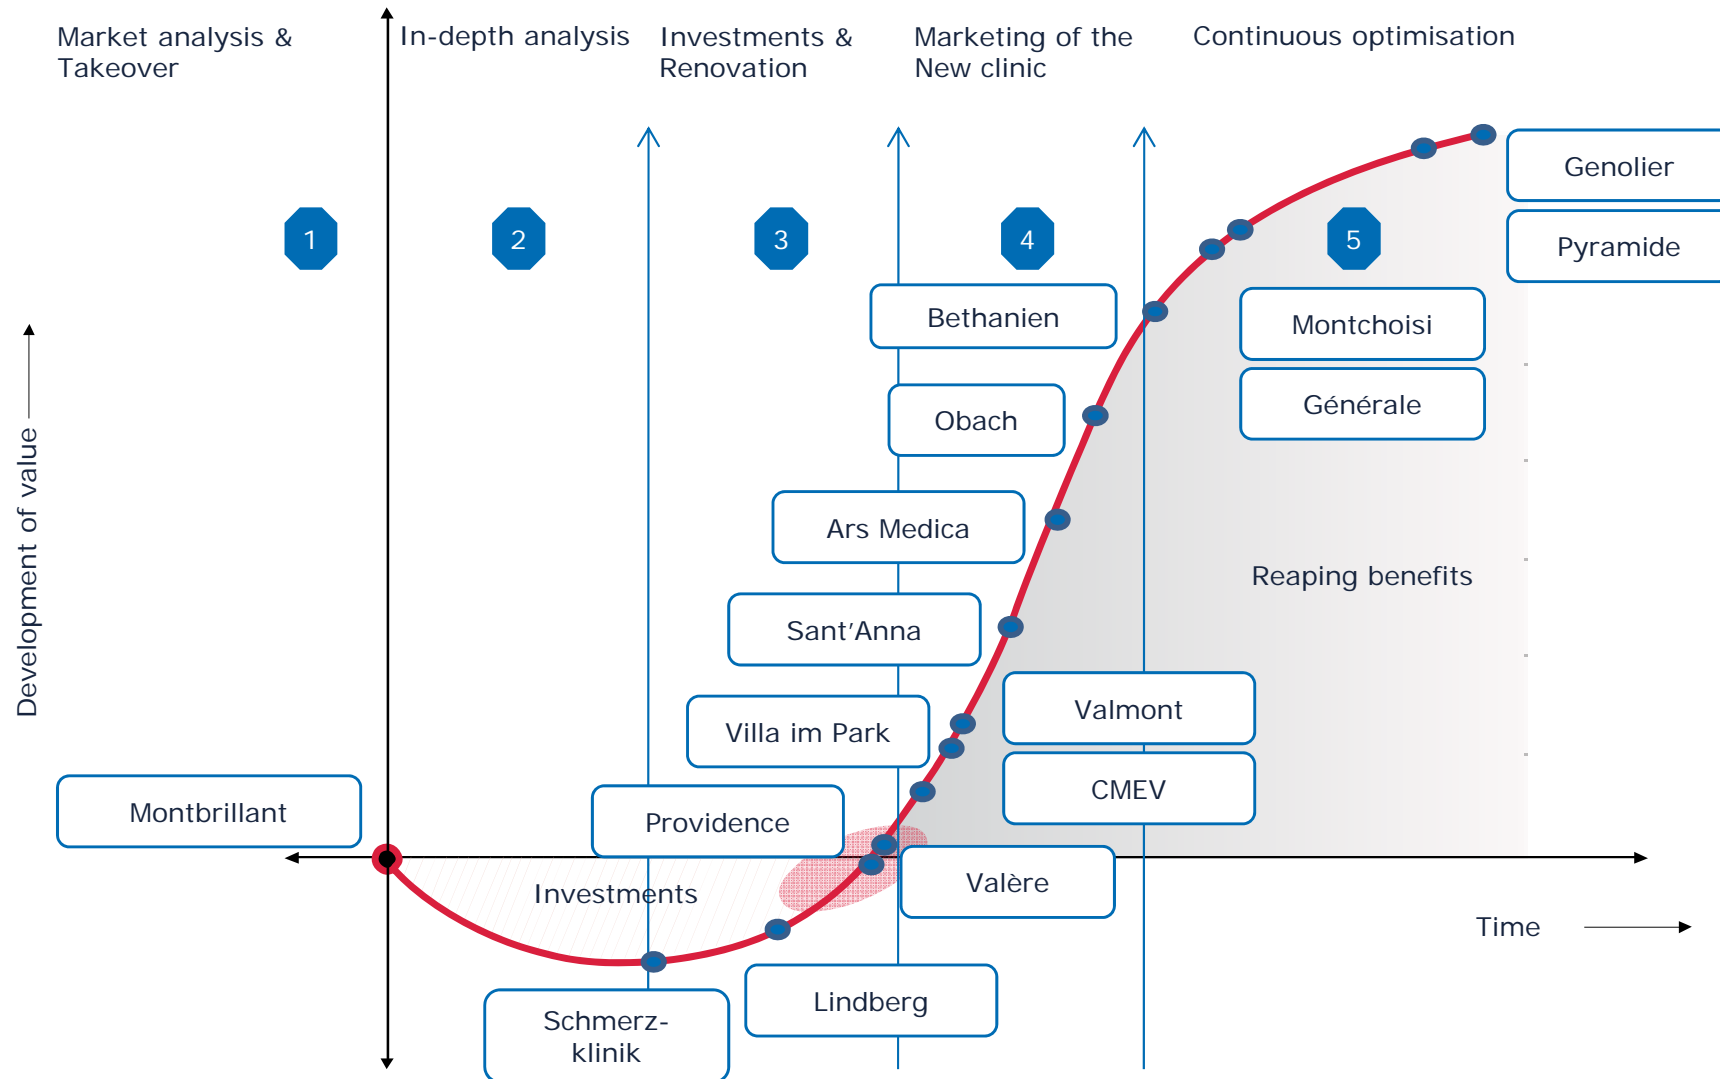 Market analysis &
Takeover
In-depth analysis
Investments &
Renovation
Marketing of the
New clinic
Continuous optimisation
1
2
3
4
5
Genolier
Pyramide
Bethanien
Montchoisi
Obach
Générale
Ars Medica
Reaping benefits
Sant'Anna
Valmont
Villa im Park
CMEV
Montbrillant
Providence
Valère
Investments
Lindberg
Schmerz-
klinik
Development of value
Time